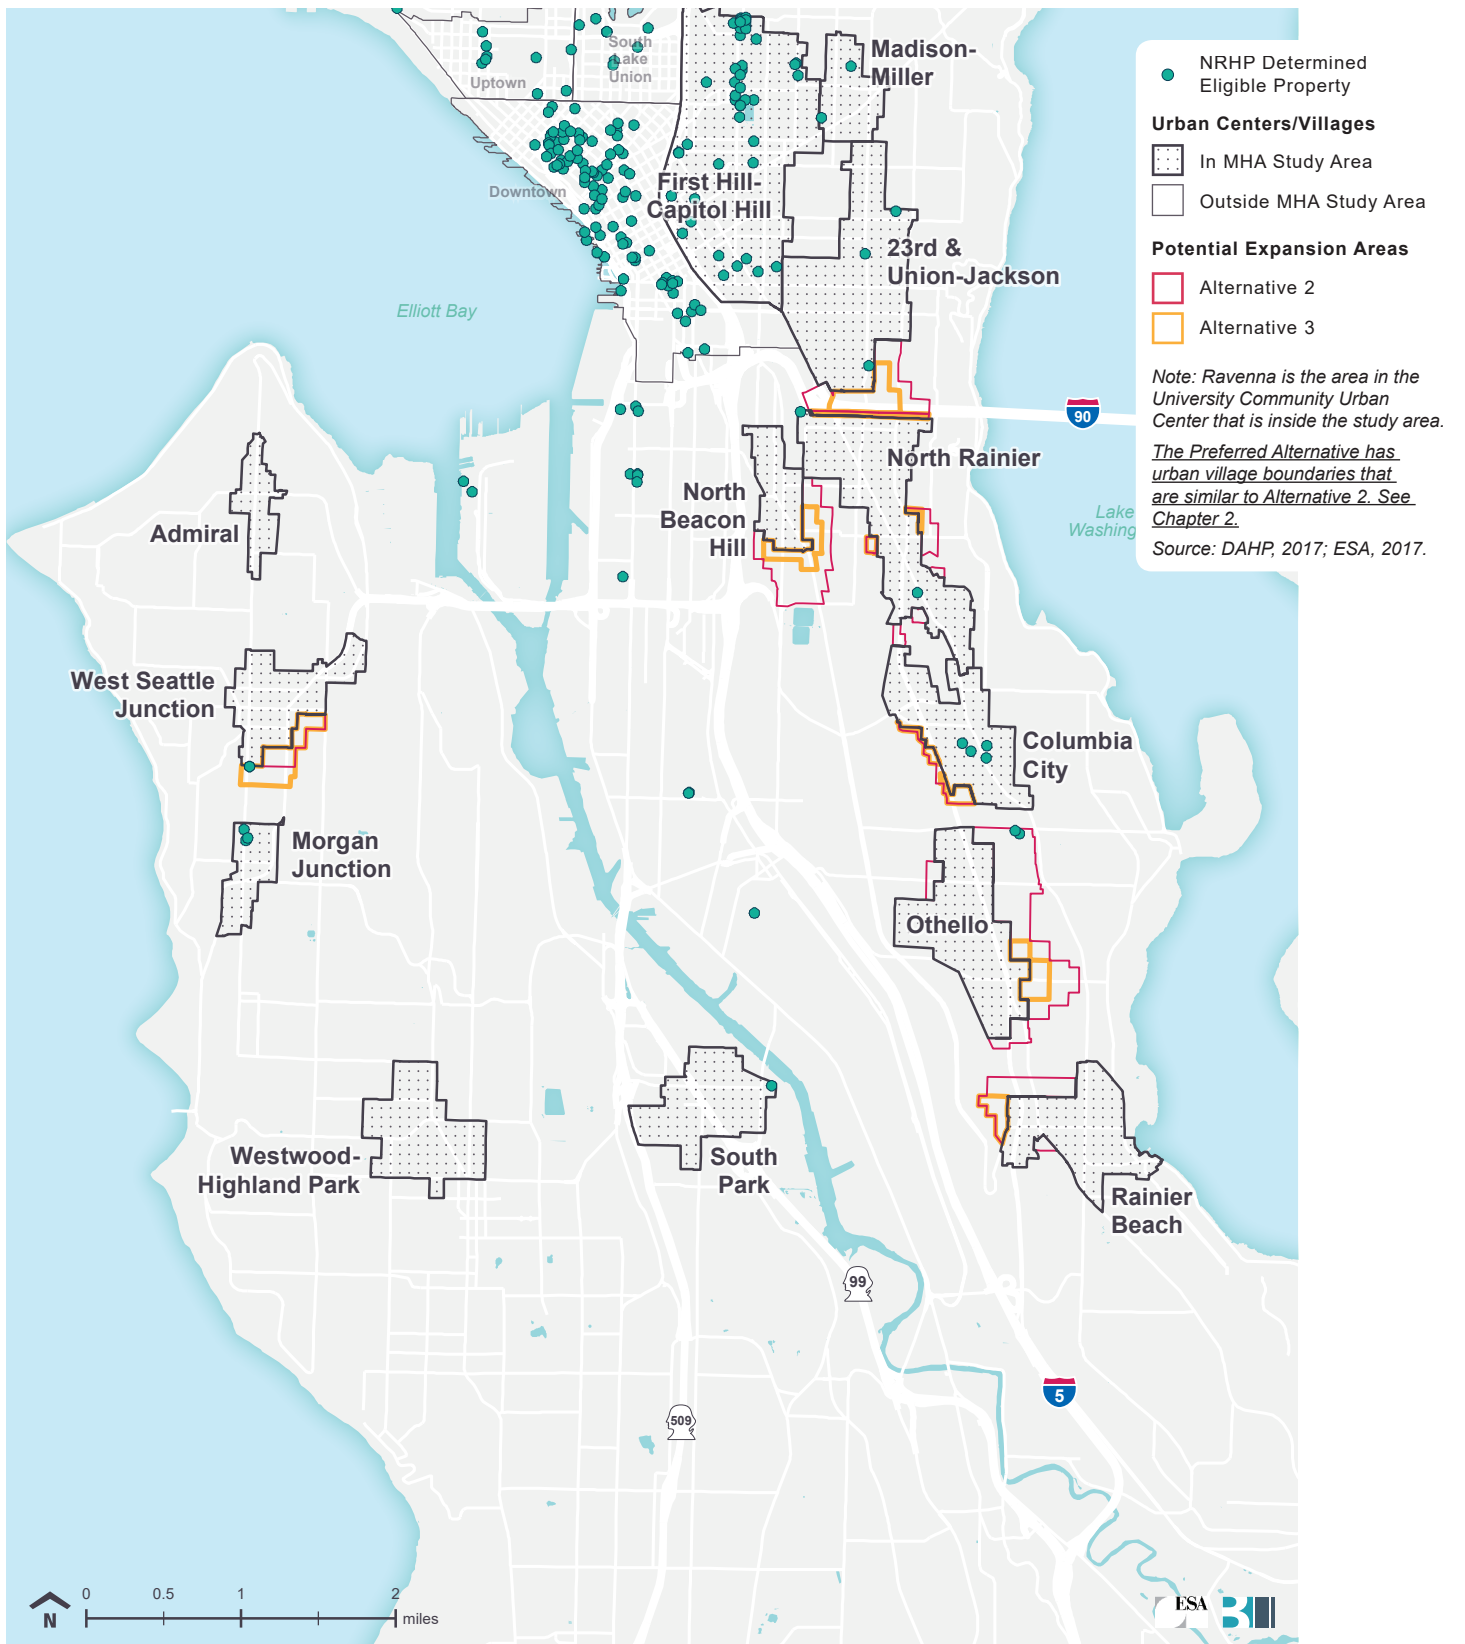 Madison-
Miller
South
Lake
Union
Uptown
Downtown
First Hill-
Capitol Hill
23rd &
Union-Jackson
Elliott Bay
90
North Rainier
North
Beacon
Hill
Lake
Washing
Admiral
West Seattle
Junction
Columbia
City
Morgan
Junction
Othello
Westwood-
Highland Park
South
Park
Rainier
Beach
99
5
509
NRHP Determined
Eligible Property
Urban Centers/Villages
In MHA Study Area
Outside MHA Study Area
Potential Expansion Areas
Alternative 2
Alternative 3
Note: Ravenna is the area in the
University Community Urban
Center that is inside the study area.
The Preferred Alternative has
urban village boundaries that
are similar to Alternative 2. See
Chapter 2.
Source: DAHP, 2017; ESA, 2017.
N
0 0.5 1 2
miles
ESA